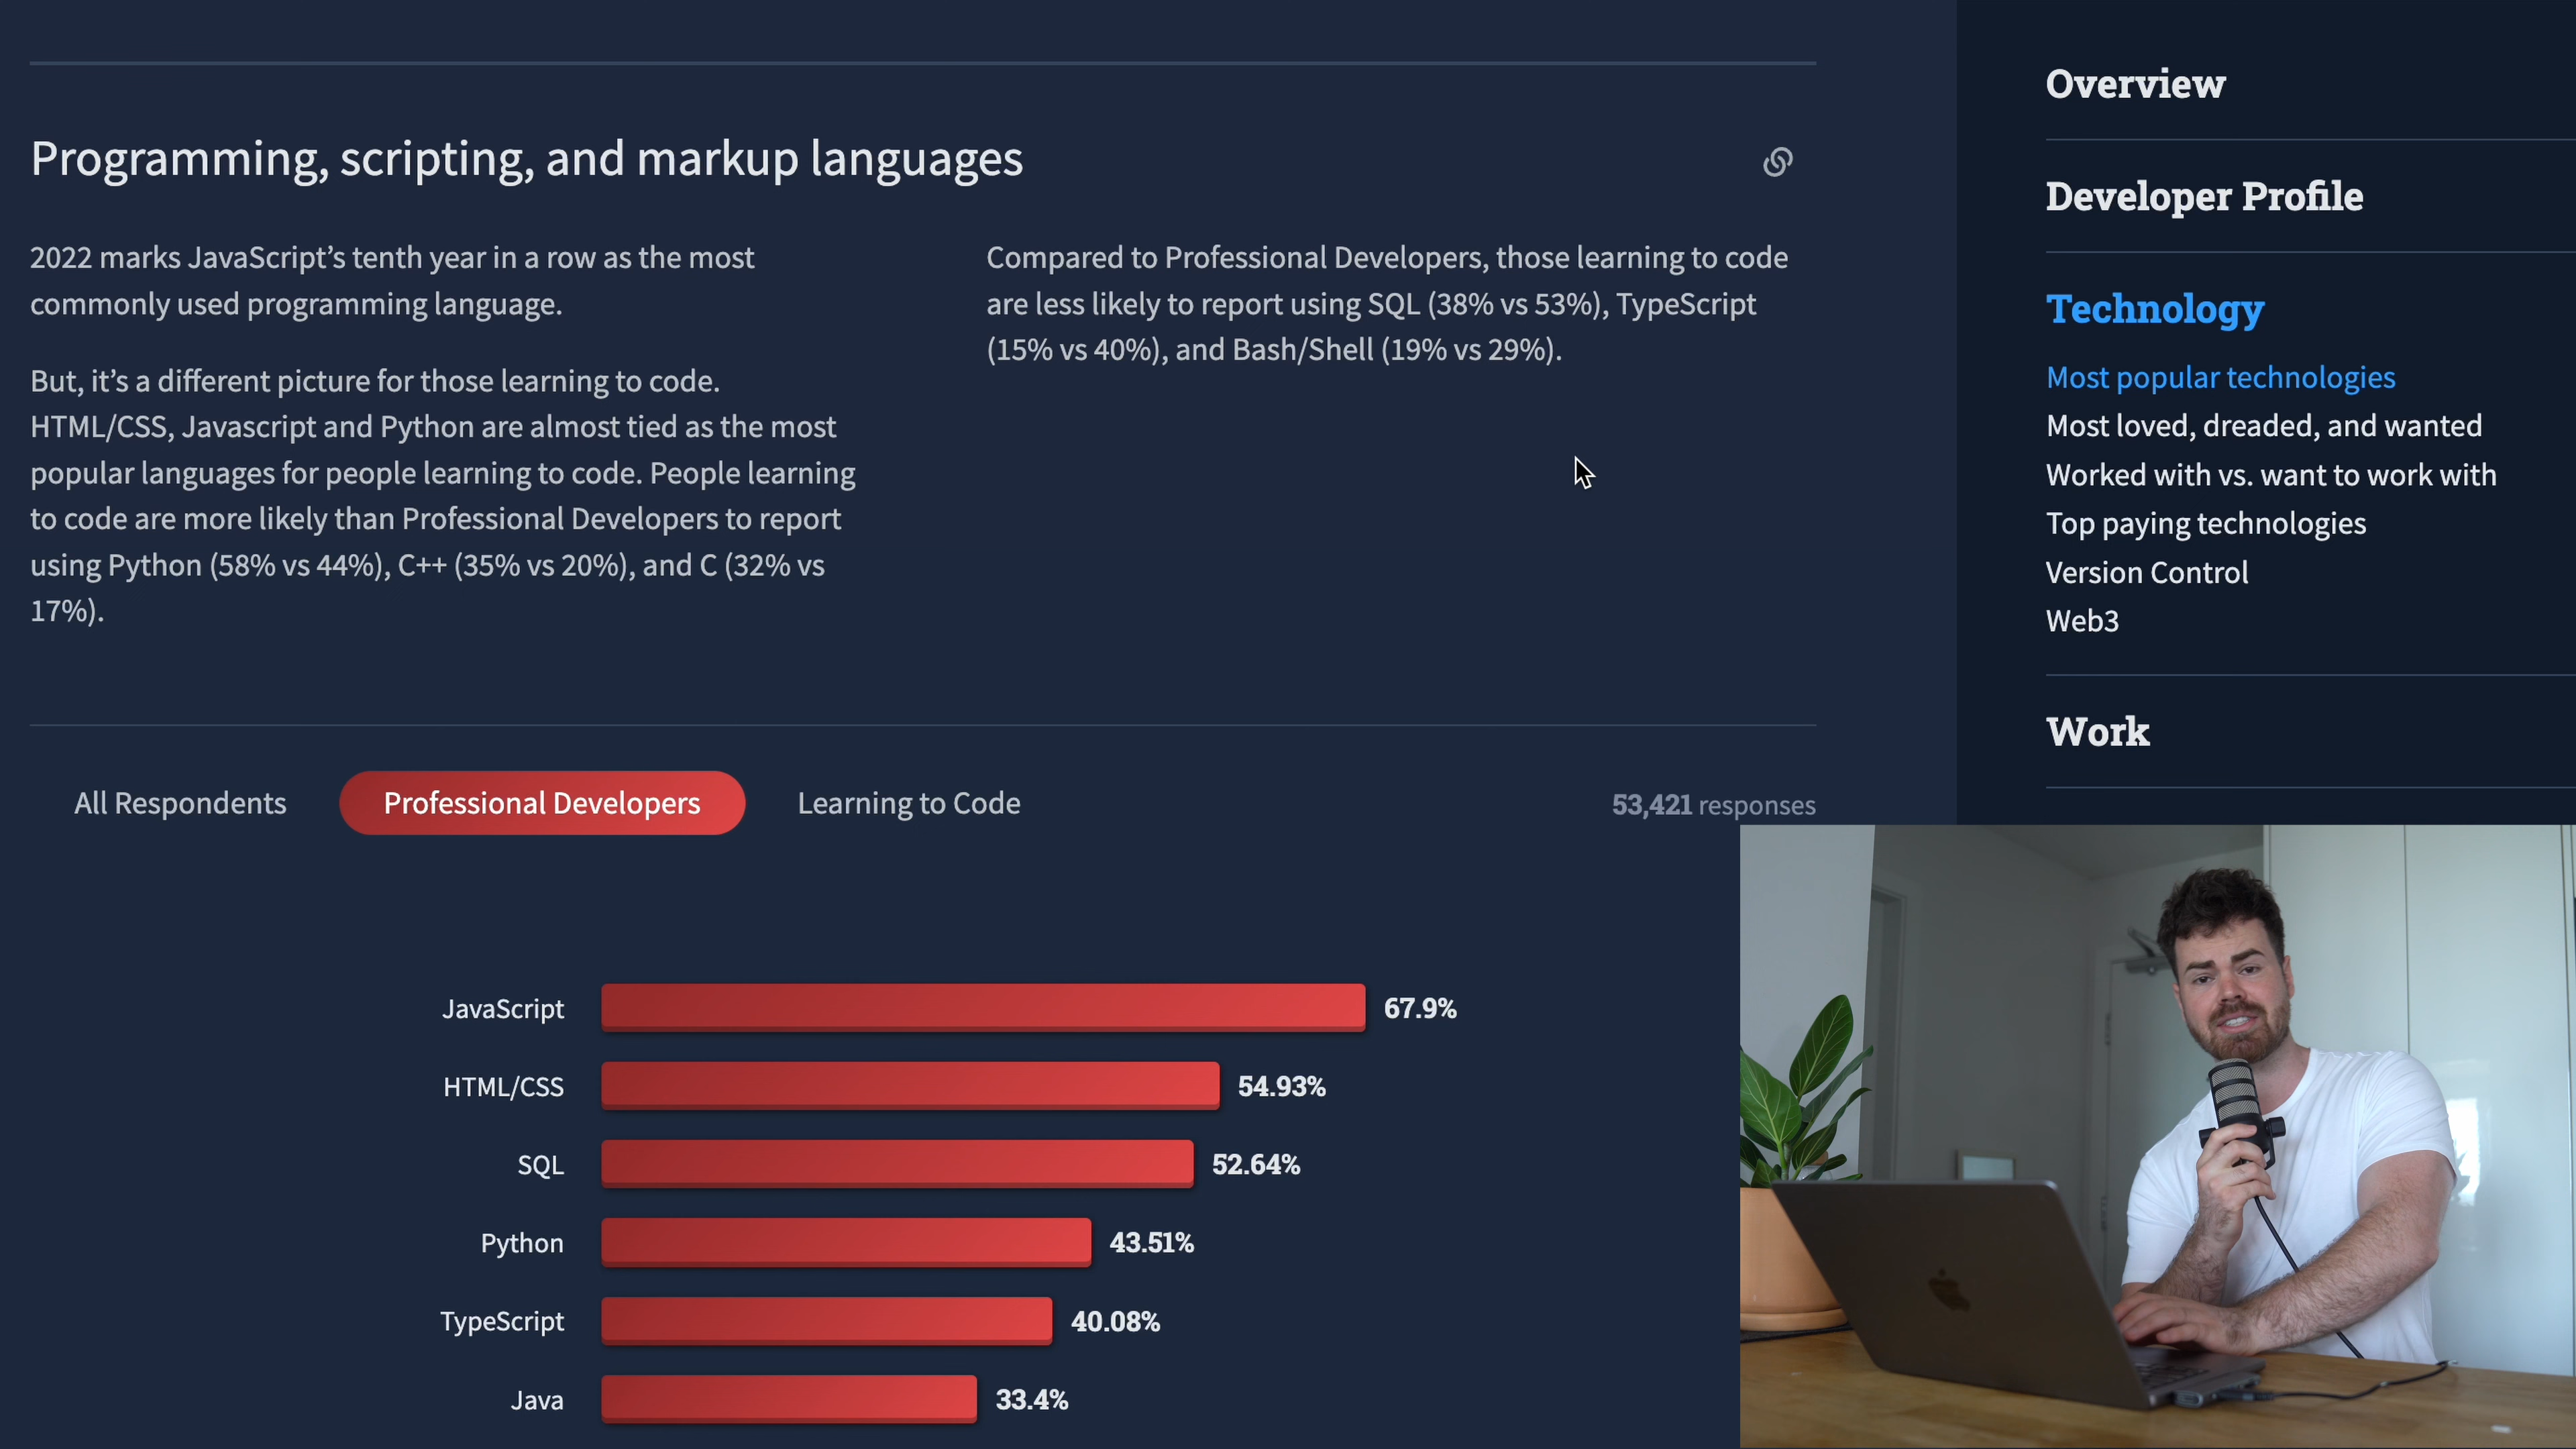 Programming, scripting, and markup languages
2022 marks JavaScript’s tenth year in a row as the most
commonly used programming language.
But, it’s a different picture for those learning to code.
HTML/CSS, Javascript and Python are almost tied as the most
popular languages for people learning to code. People learning
to code are more likely than Professional Developers to report
using Python (58% vs 44%), C++ (35% vs 20%), and C (32% vs
17%).
Compared to Professional Developers, those learning to code
are less likely to report using SQL (38% vs 53%), TypeScript
(15% vs 40%), and Bash/Shell (19% vs 29%).
All Respondents
Professional Developers
Learning to Code
53,421 responses
JavaScript 67.9%
HTML/CSS 54.93%
SQL 52.64%
Python 43.51%
TypeScript 40.08%
Java 33.4%
Overview
Developer Profile
Technology
Most popular technologies
Most loved, dreaded, and wanted
Worked with vs. want to work with
Top paying technologies
Version Control
Web3
Work